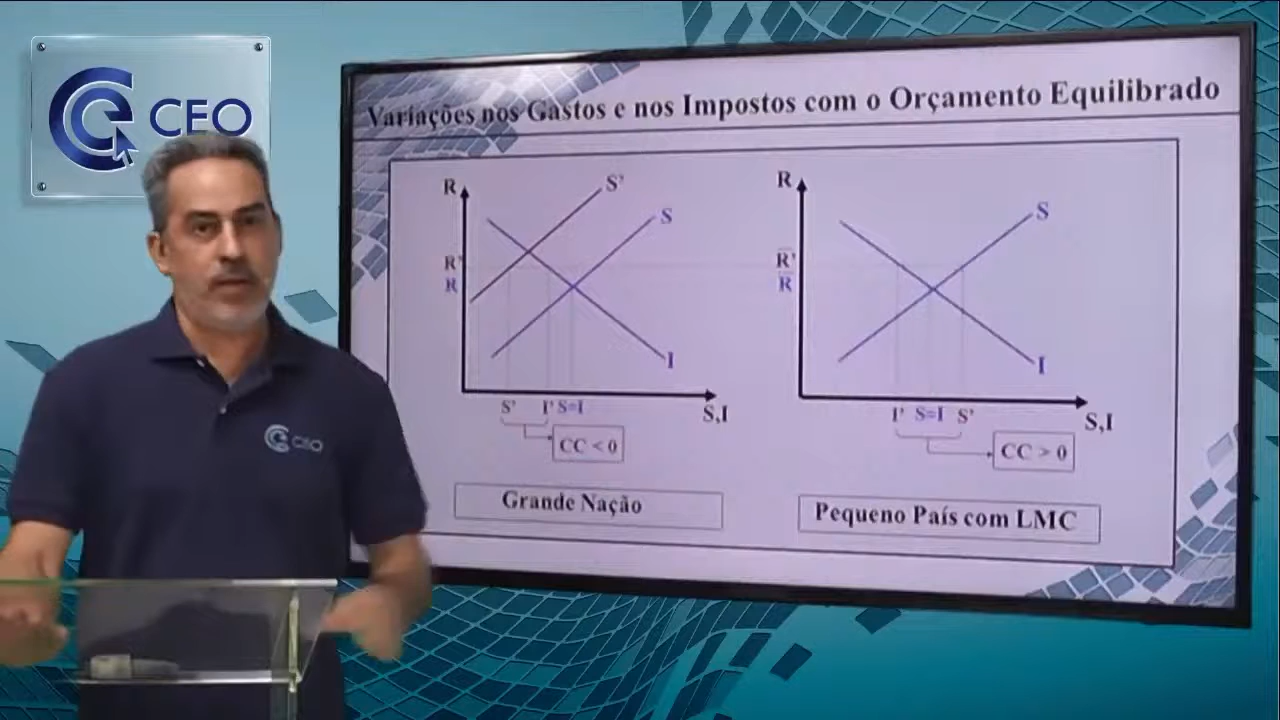 CEO
Variações nos Gastos e nos Impostos com o Orçamento Equilibrado
R
S'
S
R'
R
I
S' I' S=I
S,I
CC < 0
Grande Nação
R
S
R'
R
I
I' S=I S'
S,I
CC > 0
Pequeno País com LMC
CEO